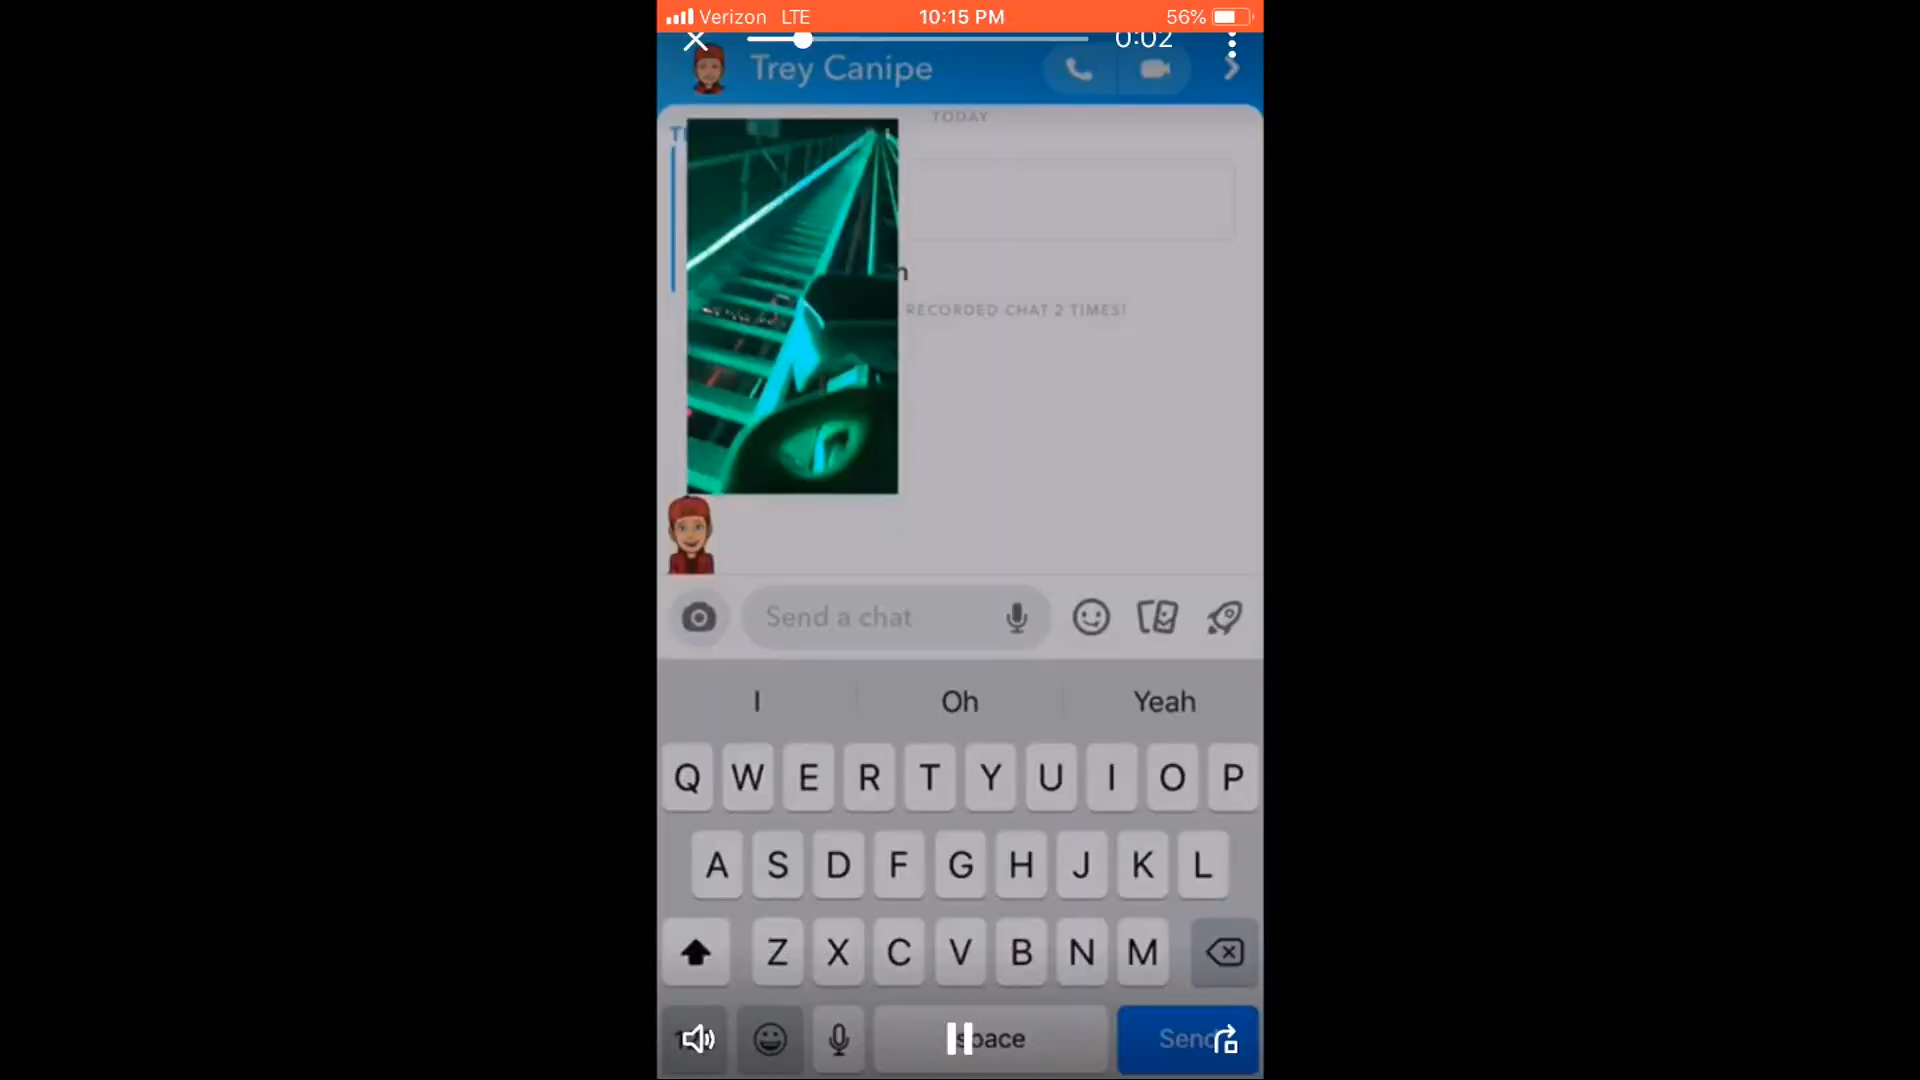 Verizon LTE 10:15 PM 56%
0:02
Trey Canipe
TODAY
RECORDED CHAT 2 TIMES!
Send a chat
I Oh Yeah
Q W E R T Y U I O P
A S D F G H J K L
Z X C V B N M
space Send